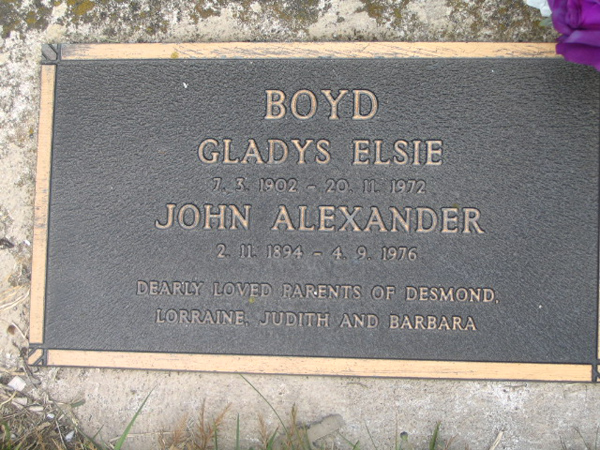 BOYD
GLADYS ELSIE
7. 3. 1902 - 20. 11. 1972
JOHN ALEXANDER
2. 11. 1894 - 4. 9. 1976
DEARLY LOVED PARENTS OF DESMOND,
LORRAINE, JUDITH AND BARBARA